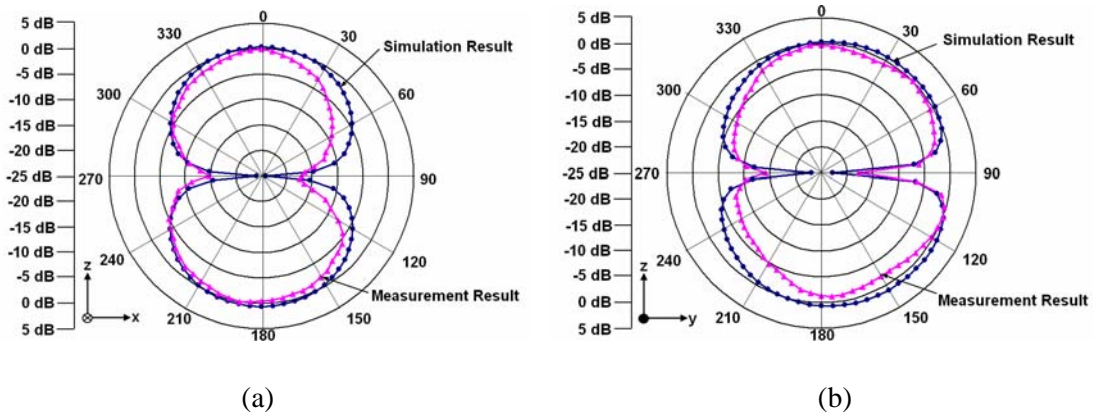 5 dB
0 dB
-5 dB
-10 dB
-15 dB
-20 dB
-25 dB
-20 dB
-15 dB
-10 dB
-5 dB
0 dB
5 dB
0
30
60
90
120
150
180
210
240
270
300
330
Simulation Result
Measurement Result
z
x
(a)
5 dB
0 dB
-5 dB
-10 dB
-15 dB
-20 dB
-25 dB
-20 dB
-15 dB
-10 dB
-5 dB
0 dB
5 dB
0
30
60
90
120
150
180
210
240
270
300
330
Simulation Result
Measurement Result
z
y
(b)